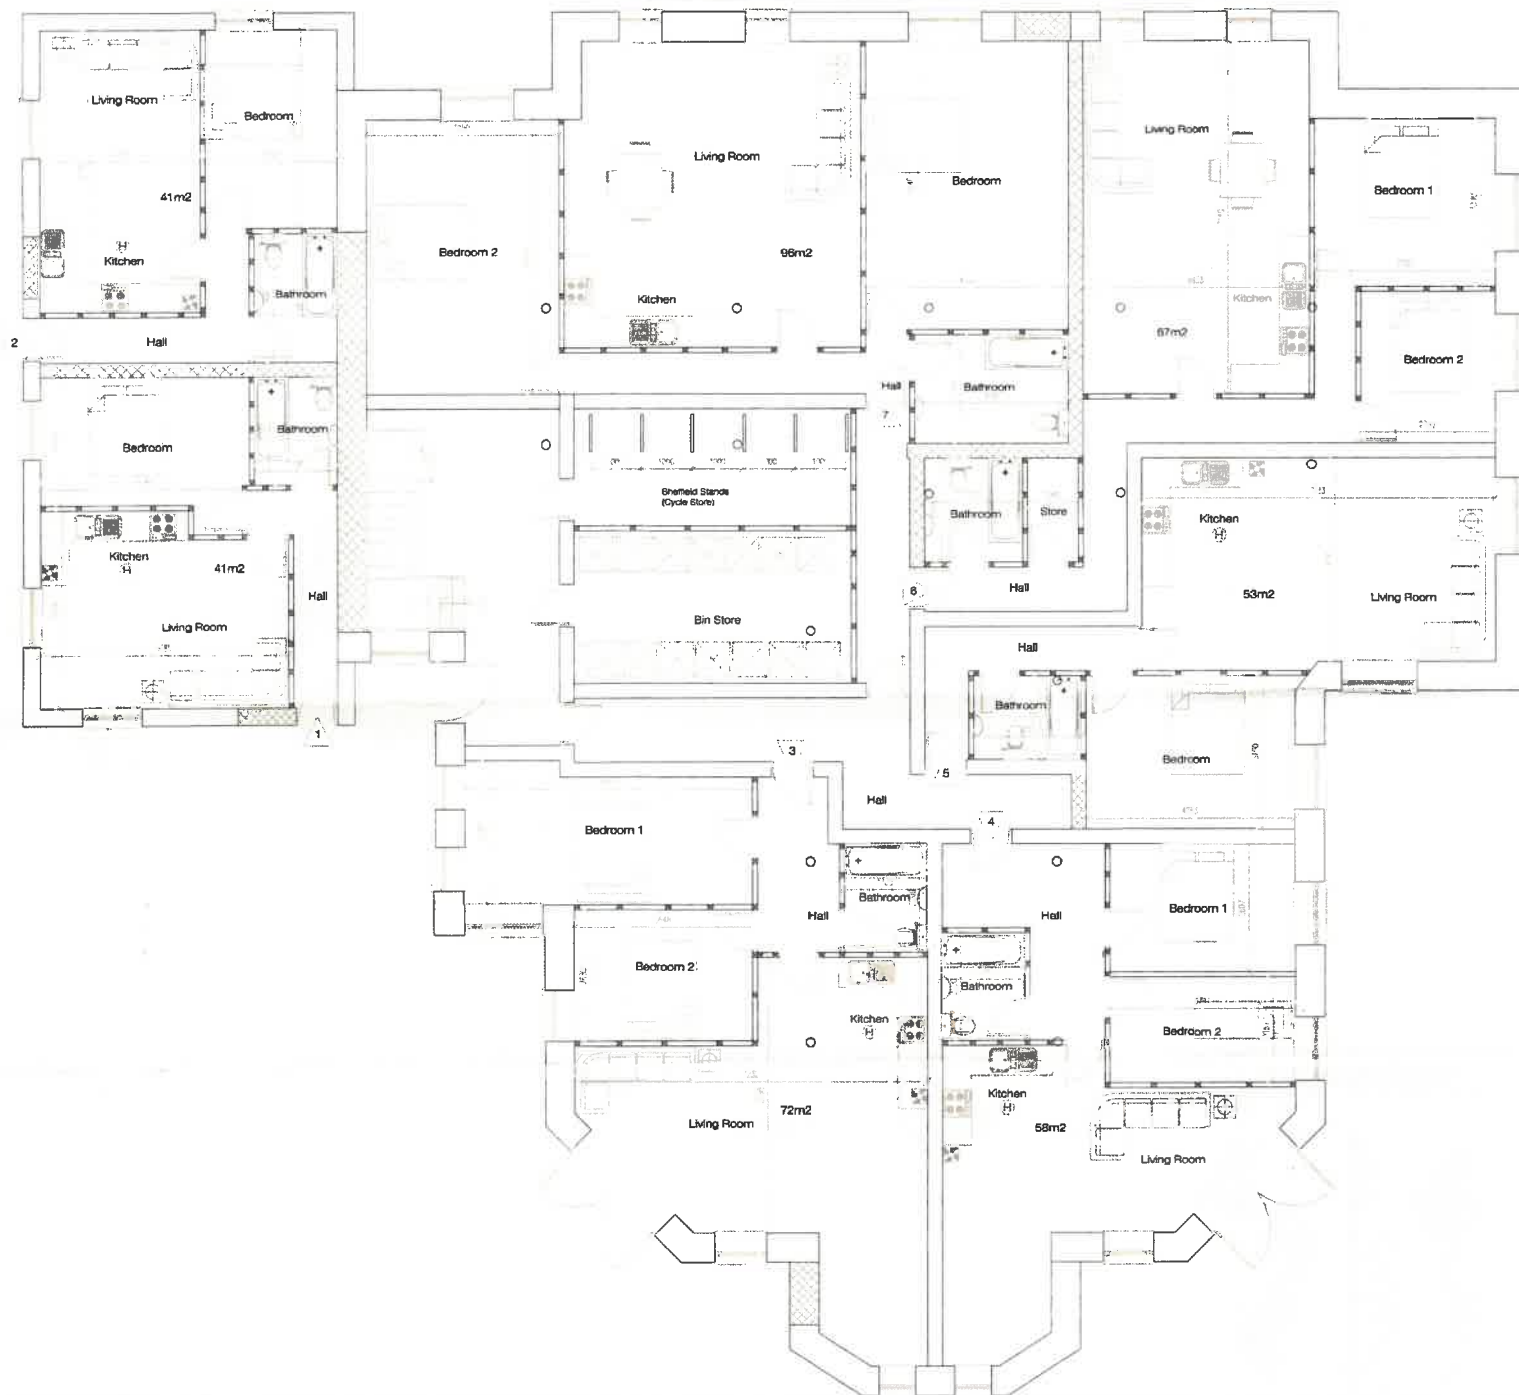 Living Room
Bedroom
41m2
Kitchen
Bathroom
2
Hall
Bedroom
Bathroom
Kitchen
41m2
Hall
Living Room
1
Bedroom 2
Living Room
96m2
Kitchen
Bedroom
Hall
7
Bathroom
Sheffield Stands
(Cycle Store)
Bin Store
Living Room
Kitchen
67m2
Bedroom 1
Bedroom 2
Bathroom
Store
6
Hall
Kitchen
53m2
Living Room
Hall
Bathroom
Bedroom
5
3
Hall
4
Bedroom 1
Hall
Bathroom
Bedroom 2
Kitchen
72m2
Living Room
Hall
Bedroom 1
Bathroom
Bedroom 2
Kitchen
58m2
Living Room